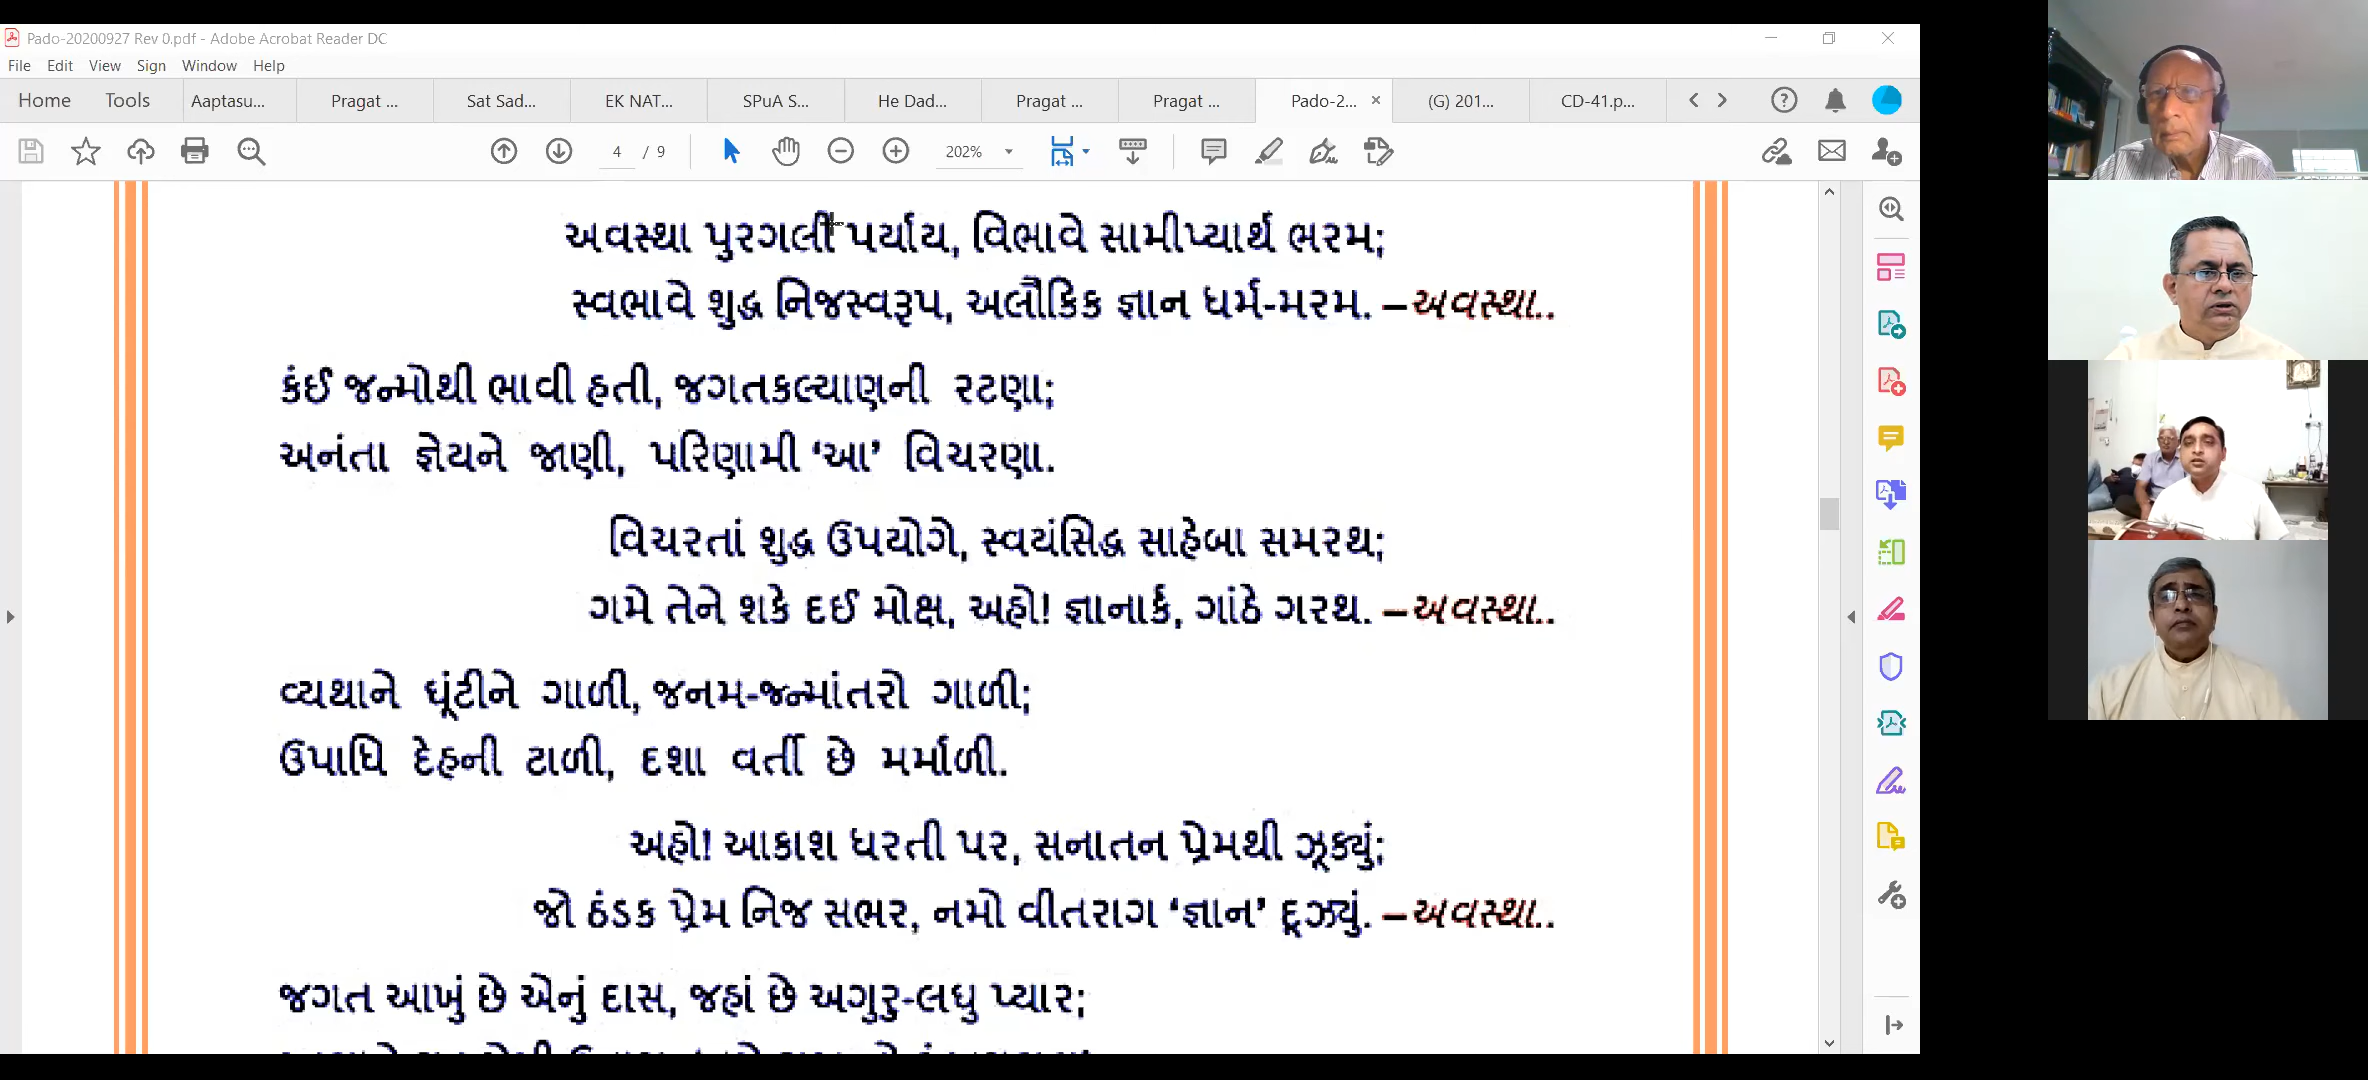 Pado-20200927 Rev 0.pdf - Adobe Acrobat Reader DC
File Edit View Sign Window Help
Home Tools Aaptasu... Pragat ... Sat Sad... EK NAT... SPuA S... He Dad... Pragat ... Pragat ... Pado-2... × (G) 201... CD-41.p...
4 / 9 202%
અવસ્થા પુરગલી પર્યાય, વિભાવે સામીપ્યાર્થ ભરમ;
સ્વભાવે શુદ્ધ નિજસ્વરૂપ, અલૌકિક જ્ઞાન ધર્મ-મરમ. –અવસ્થા..
કંઈ જન્મોથી ભાવી હતી, જગતકલ્યાણની રટણા;
અનંતા જ્ઞેયને જાણી, પરિણામી ‘આ’ વિચરણા.
વિચરતાં શુદ્ધ ઉપયોગે, સ્વયંસિદ્ધ સાહેબા સમરથ;
ગમે તેને શકે દઈ મોક્ષ, અહો! જ્ઞાનાર્ક, ગાંઠે ગરથ. –અવસ્થા..
વ્યથાને ઘૂંટીને ગાળી, જનમ-જન્માંતરો ગાળી;
ઉપાધિ દેહની ટાળી, દશા વર્તી છે મર્માળી.
અહો! આકાશ ધરતી પર, સનાતન પ્રેમથી ઝૂક્યું;
જો ઠંડક પ્રેમ નિજ સભર, નમો વીતરાગ ‘જ્ઞાન’ દૂઝ્યું. –અવસ્થા..
જગત આખું છે એનું દાસ, જહાં છે અગુરુ-લઘુ પ્યાર;